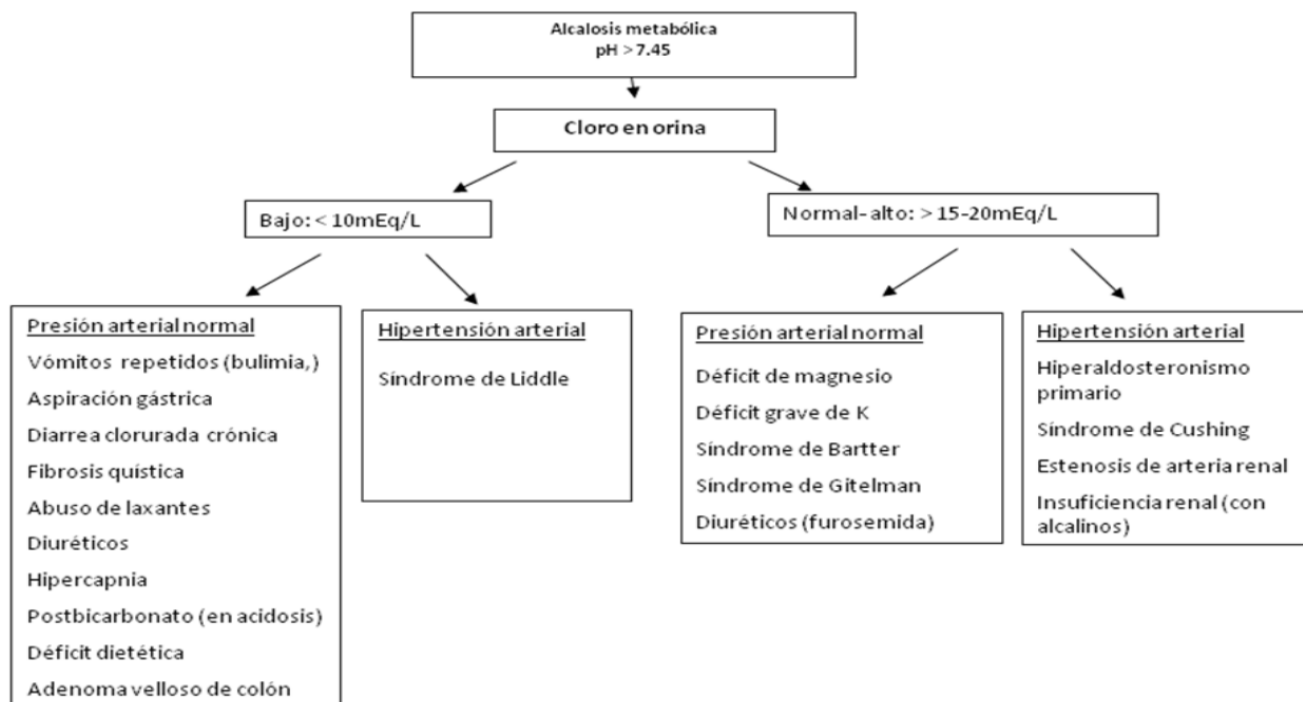 Alcalosis metabólica
pH > 7.45
Cloro en orina
Bajo: < 10mEq/L
Normal- alto: > 15-20mEq/L
Presión arterial normal
Vómitos repetidos (bulimia,)
Aspiración gástrica
Diarrea clorurada crónica
Fibrosis quística
Abuso de laxantes
Diuréticos
Hipercapnia
Postbicarbonato (en acidosis)
Déficit dietética
Adenoma velloso de colón
Hipertensión arterial
Síndrome de Liddle
Presión arterial normal
Déficit de magnesio
Déficit grave de K
Síndrome de Bartter
Síndrome de Gitelman
Diuréticos (furosemida)
Hipertensión arterial
Hiperaldosteronismo
primario
Síndrome de Cushing
Estenosis de arteria renal
Insuficiencia renal (con
alcalinos)